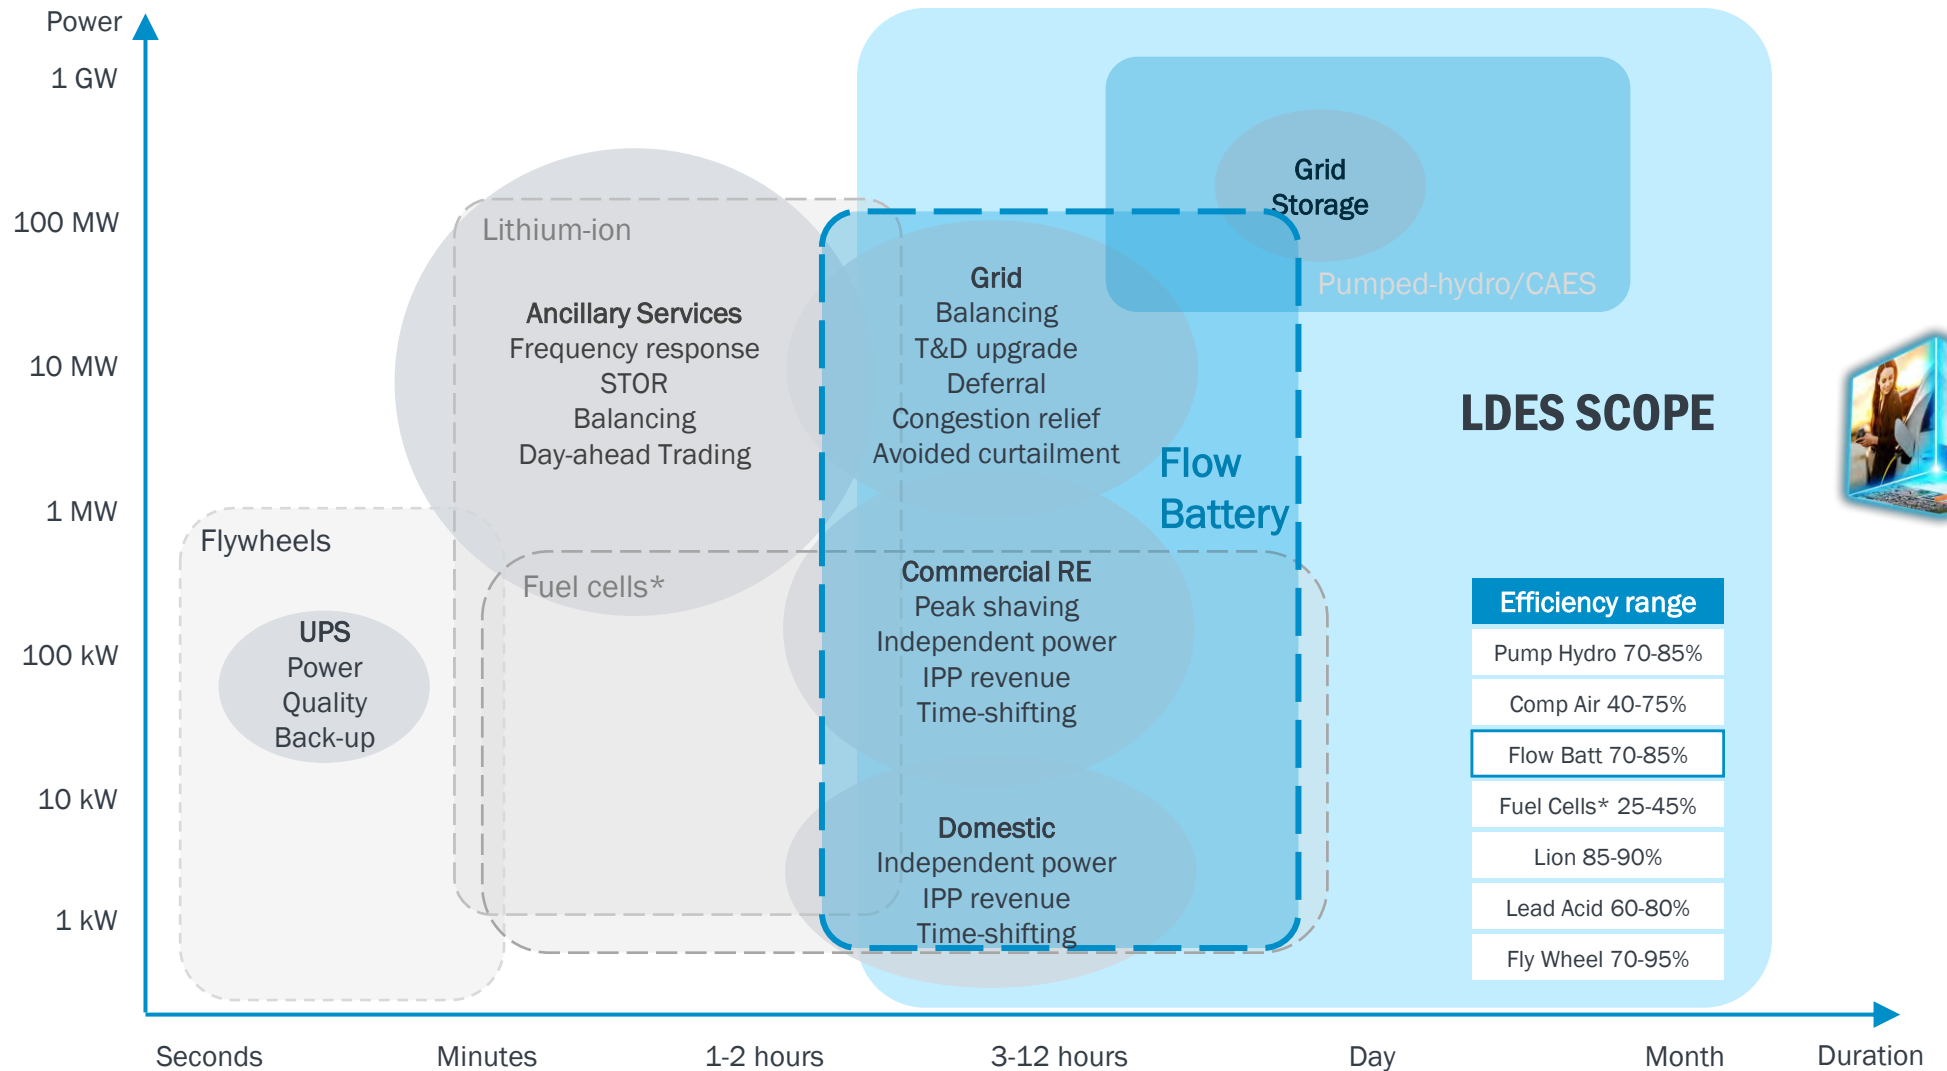 Power
1 GW
100 MW
10 MW
1 MW
100 kW
10 kW
1 kW
Lithium-ion
Ancillary Services
Frequency response
STOR
Balancing
Day-ahead Trading
Flywheels
UPS
Power
Quality
Back-up
Fuel cells*
Grid
Balancing
T&D upgrade
Deferral
Congestion relief
Avoided curtailment
Flow
Battery
Commercial RE
Peak shaving
Independent power
IPP revenue
Time-shifting
Domestic
Independent power
IPP revenue
Time-shifting
Grid
Storage
Pumped-hydro/CAES
LDES SCOPE
Efficiency range
Pump Hydro 70-85%
Comp Air 40-75%
Flow Batt 70-85%
Fuel Cells* 25-45%
Lion 85-90%
Lead Acid 60-80%
Fly Wheel 70-95%
Seconds
Minutes
1-2 hours
3-12 hours
Day
Month
Duration